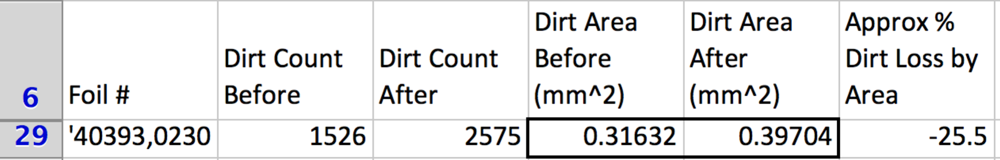 6 Foil # Dirt Count Before Dirt Count After Dirt Area Before (mm^2) Dirt Area After (mm^2) Approx % Dirt Loss by Area
29 '40393,0230 1526 2575 0.31632 0.39704 -25.5